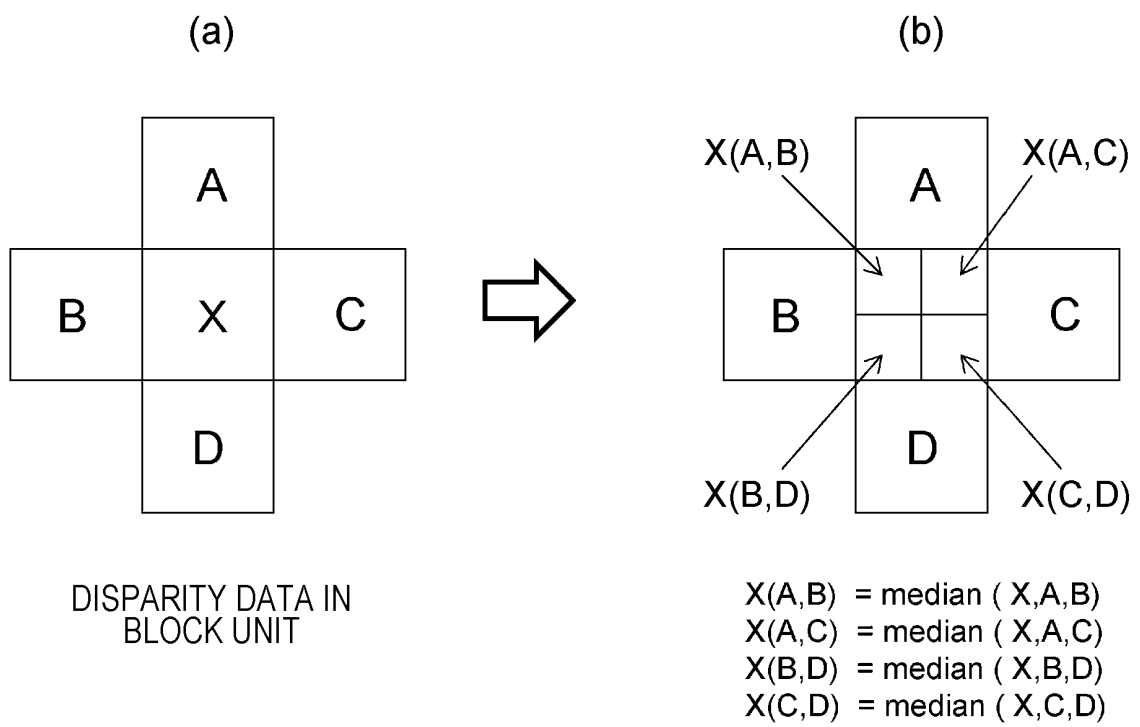 (a)
A
B X C
D
DISPARITY DATA IN
BLOCK UNIT
(b)
X(A,B) X(A,C)
A
B C
D
X(B,D) X(C,D)
X(A,B) = median ( X,A,B)
X(A,C) = median ( X,A,C)
X(B,D) = median ( X,B,D)
X(C,D) = median ( X,C,D)